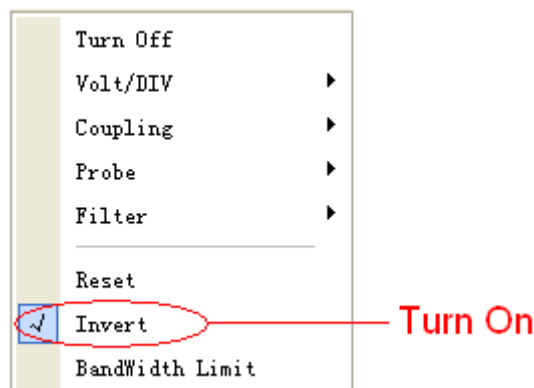 Turn Off
Volt/DIV
Coupling
Probe
Filter
Reset
Invert
Turn On
BandWidth Limit